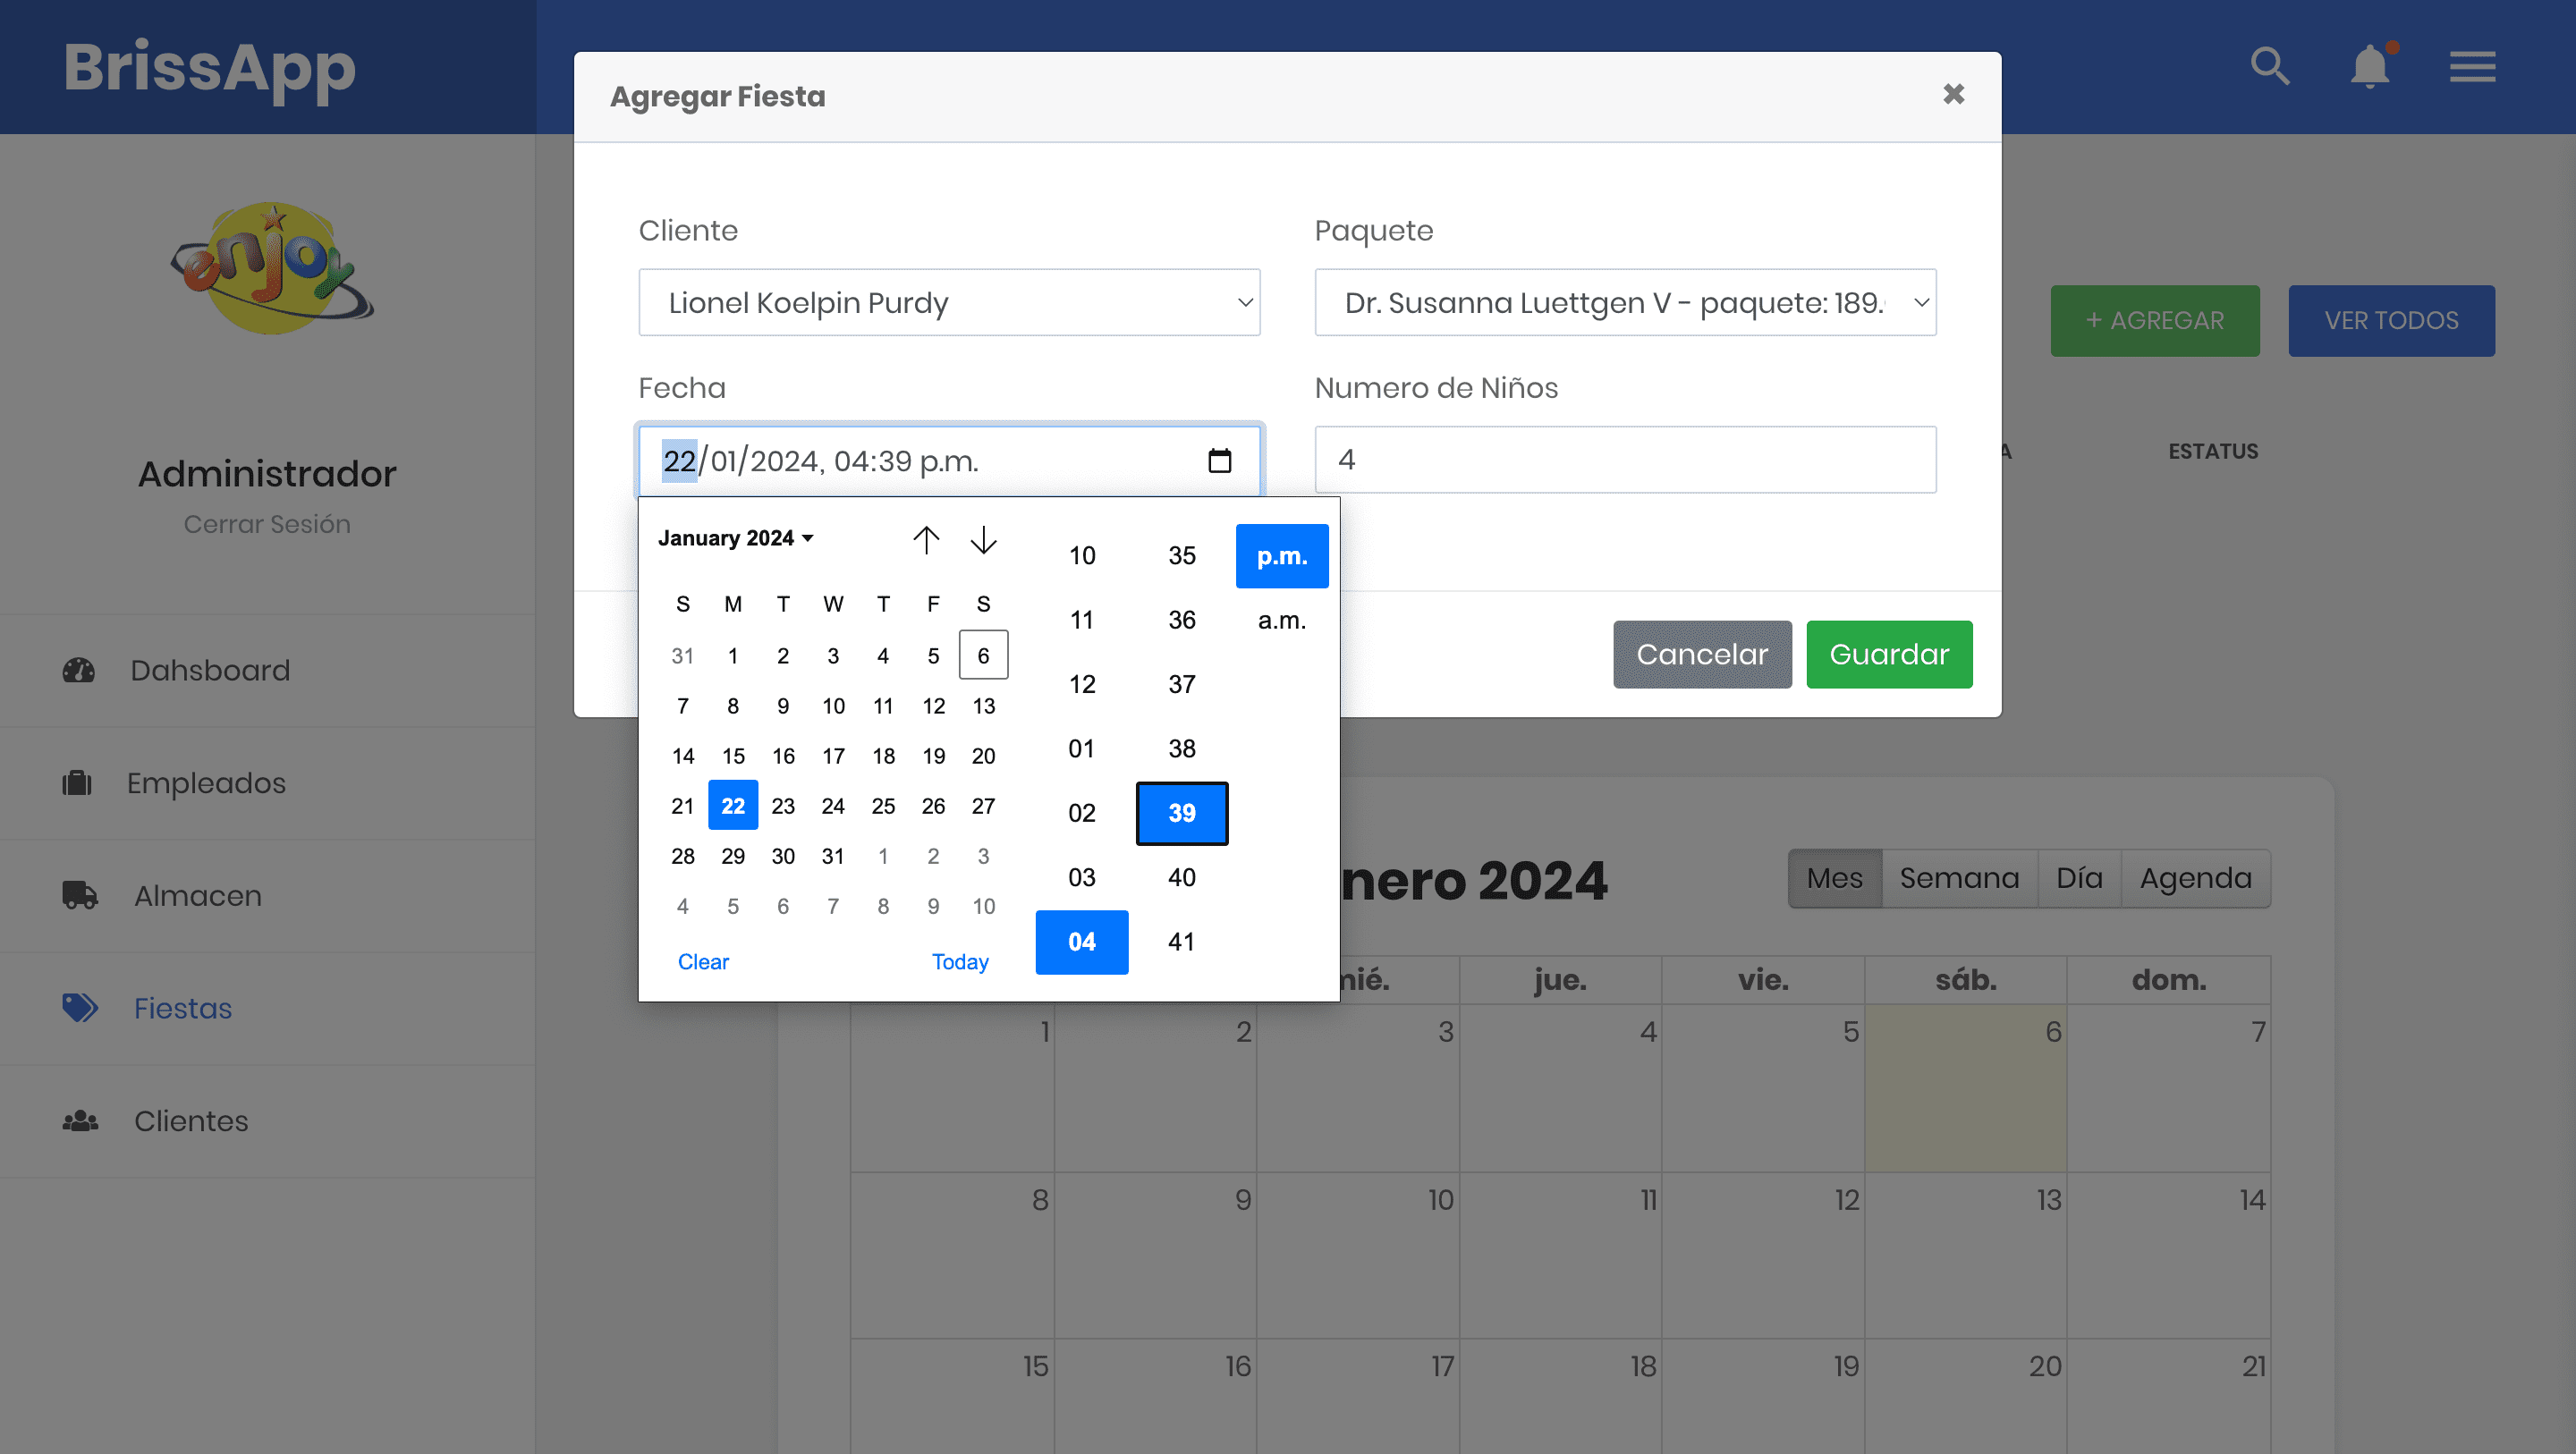 BrissApp
enjoy
Administrador
Cerrar Sesión
Dahsboard
Empleados
Almacen
Fiestas
Clientes
Agregar Fiesta
Cliente
Paquete
Lionel Koelpin Purdy
Dr. Susanna Luettgen V - paquete: 189.
Fecha
Numero de Niños
22/01/2024, 04:39 p.m.
4
January 2024
S M T W T F S
31 1 2 3 4 5 6
7 8 9 10 11 12 13
14 15 16 17 18 19 20
21 22 23 24 25 26 27
28 29 30 31 1 2 3
4 5 6 7 8 9 10
Clear Today
10 35 p.m.
11 36 a.m.
12 37
01 38
02 39
03 40
04 41
Cancelar Guardar
+ AGREGAR VER TODOS
A ESTATUS
nero 2024
Mes Semana Día Agenda
mié. jue. vie. sáb. dom.
1 2 3 4 5 6 7
8 9 10 11 12 13 14
15 16 17 18 19 20 21